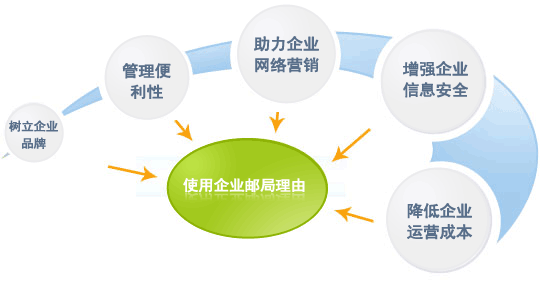 树立企业
品牌
管理便
利性
助力企业
网络营销
增强企业
信息安全
降低企业
运营成本
使用企业邮局理由